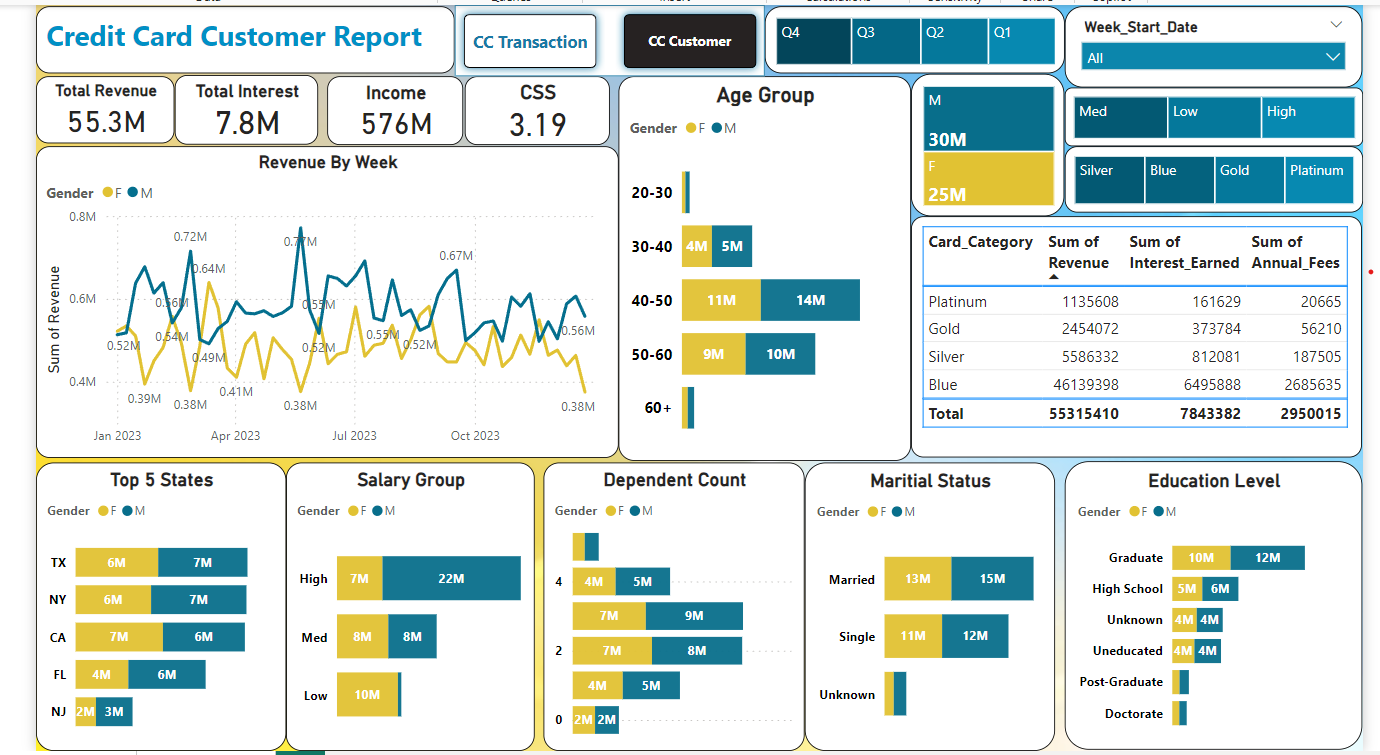 Credit Card Customer Report
CC Transaction
CC Customer
Q4
Q3
Q2
Q1
Week_Start_Date
All
Total Revenue
55.3M
Total Interest
7.8M
Income
576M
CSS
3.19
M
30M
F
25M
Med
Low
High
Silver
Blue
Gold
Platinum
Revenue By Week
Gender F M
Sum of Revenue
0.8M
0.6M
0.4M
0.72M
0.77M
0.64M
0.67M
0.56M
0.55M
0.54M
0.55M
0.56M
0.52M
0.49M
0.52M
0.52M
0.39M
0.38M
0.41M
0.38M
0.38M
Jan 2023
Apr 2023
Jul 2023
Oct 2023
Age Group
Gender F M
20-30
30-40 4M 5M
40-50 11M 14M
50-60 9M 10M
60+
Card_Category Sum of Revenue Sum of Interest_Earned Sum of Annual_Fees
Platinum 1135608 161629 20665
Gold 2454072 373784 56210
Silver 5586332 812081 187505
Blue 46139398 6495888 2685635
Total 55315410 7843382 2950015
Top 5 States
Gender F M
TX 6M 7M
NY 6M 7M
CA 7M 6M
FL 4M 6M
NJ 2M 3M
Salary Group
Gender F M
High 7M 22M
Med 8M 8M
Low 10M
Dependent Count
Gender F M
4 4M 5M
7M 9M
2 7M 8M
4M 5M
0 2M 2M
Maritial Status
Gender F M
Married 13M 15M
Single 11M 12M
Unknown
Education Level
Gender F M
Graduate 10M 12M
High School 5M 6M
Unknown 4M 4M
Uneducated 4M 4M
Post-Graduate
Doctorate